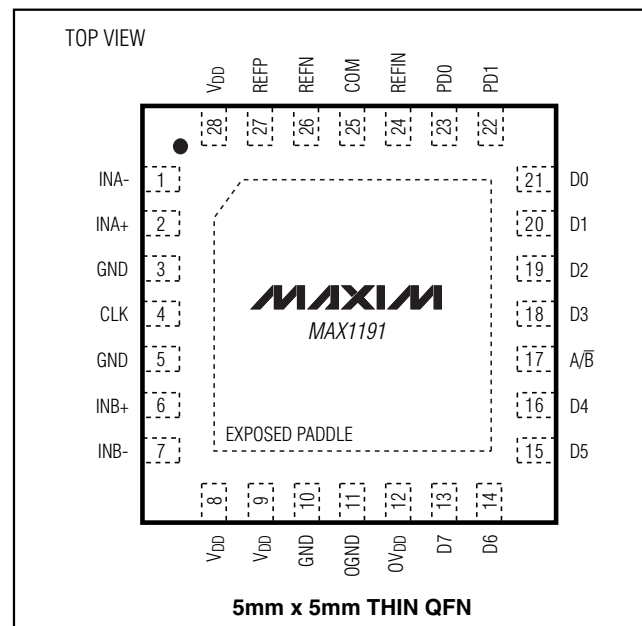 TOP VIEW
VDD REFP REFN COM REFIN PD0 PD1
28 27 26 25 24 23 22
INA- 1 21 D0
INA+ 2 20 D1
GND 3 19 D2
CLK 4 18 D3
GND 5 17 A/B̅
INB+ 6 16 D4
INB- 7 15 D5
MAXIM
MAX1191
EXPOSED PADDLE
8 9 10 11 12 13 14
VDD VDD GND OGND OVDD D7 D6
5mm x 5mm THIN QFN